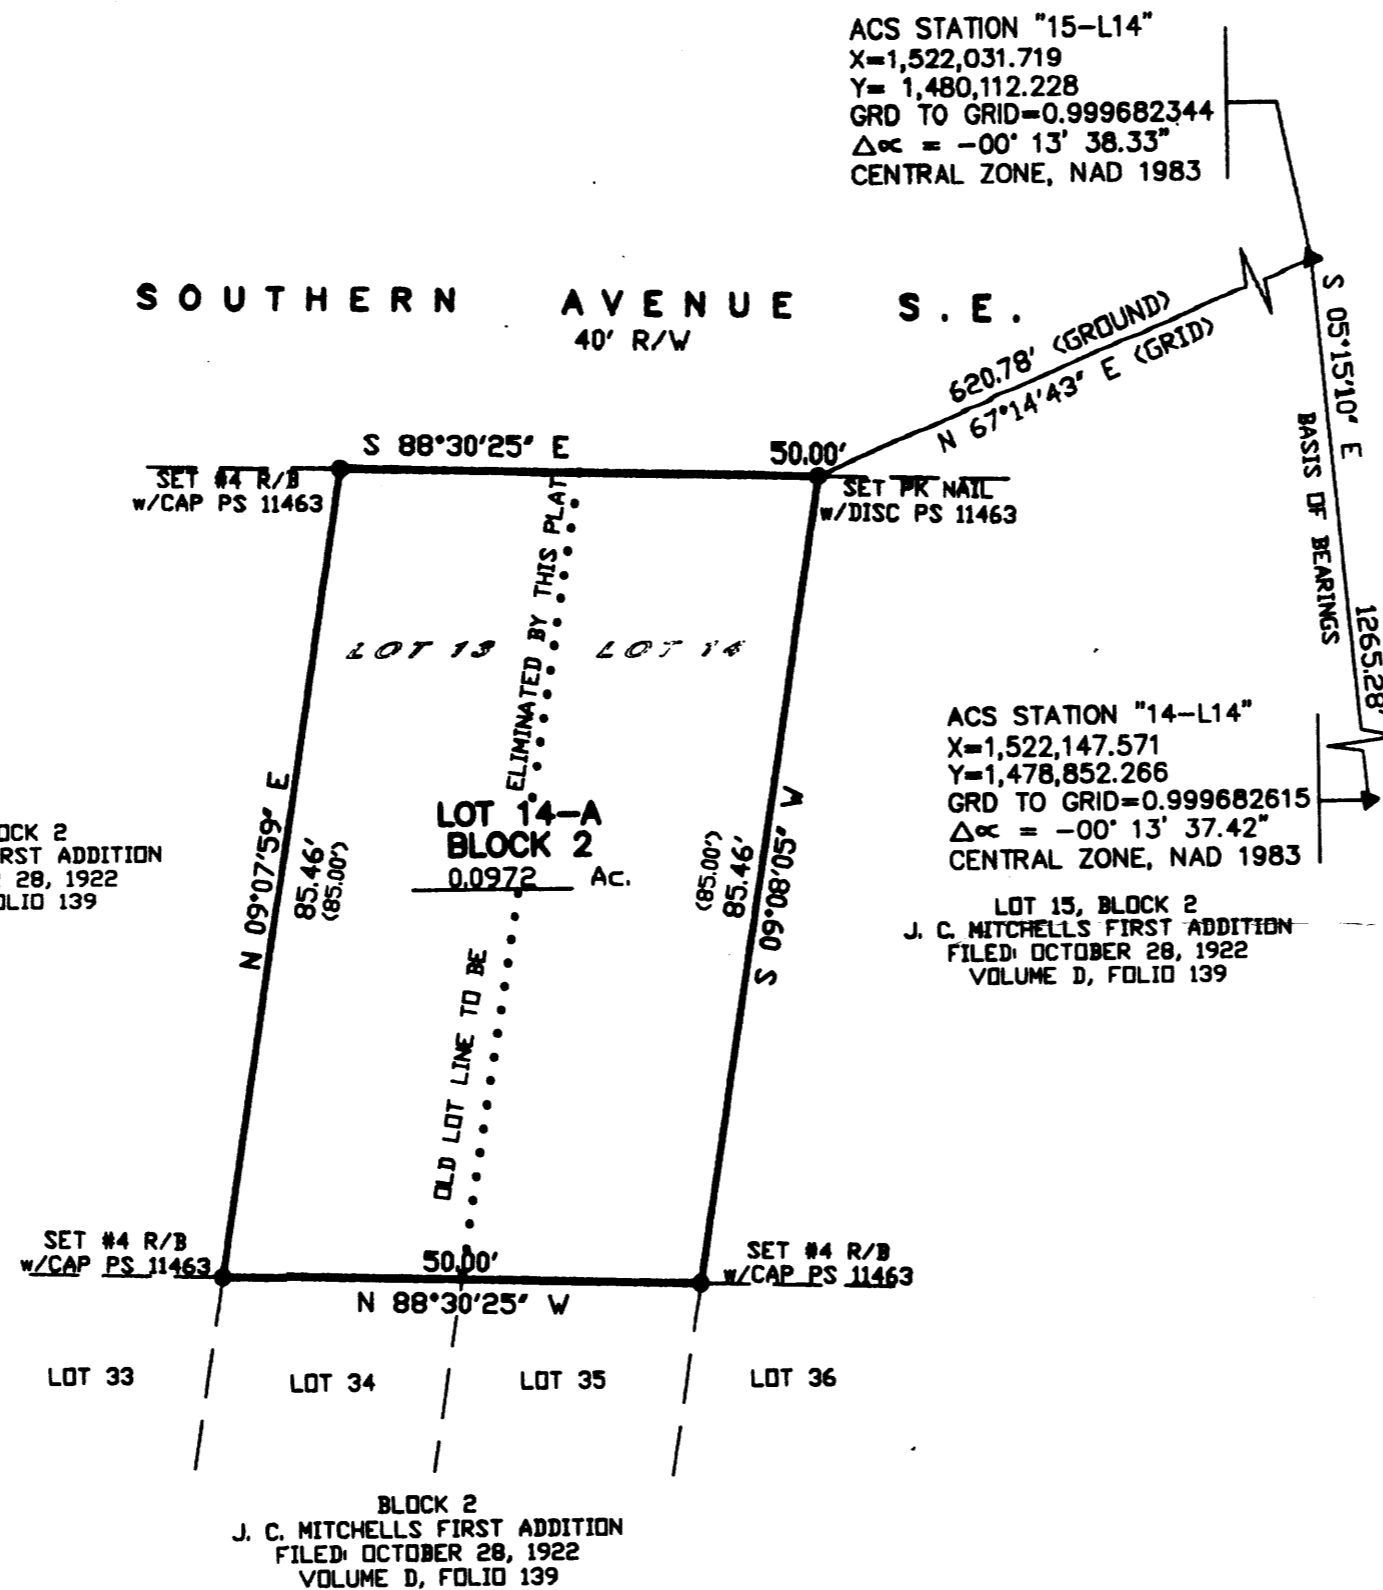 ACS STATION "15-L14"
X=1,522,031.719
Y= 1,480,112.228
GRD TO GRID=0.999682344
Δ∝ = -00° 13' 38.33"
CENTRAL ZONE, NAD 1983
SOUTHERN AVENUE S.E.
40' R/W
620.78' (GROUND)
N 67°14'43" E (GRID)
S 05°15'10" E
BASIS OF BEARINGS
1265.28'
S 88°30'25" E
50.00'
SET #4 R/B
w/CAP PS 11463
SET PK NAIL
w/DISC PS 11463
LOT 13
LOT 14
ELIMINATED BY THIS PLAT
OLD LOT LINE TO BE
N 09°07'59" E
85.46'
(85.00')
LOT 14-A
BLOCK 2
0.0972 Ac.
(85.00')
85.46'
S 09°08'05" W
OCK 2
RST ADDITION
28, 1922
OLIO 139
ACS STATION "14-L14"
X=1,522,147.571
Y=1,478,852.266
GRD TO GRID=0.999682615
Δ∝ = -00° 13' 37.42"
CENTRAL ZONE, NAD 1983
LOT 15, BLOCK 2
J. C. MITCHELLS FIRST ADDITION
FILED: OCTOBER 28, 1922
VOLUME D, FOLIO 139
SET #4 R/B
w/CAP PS 11463
50.00'
N 88°30'25" W
SET #4 R/B
w/CAP PS 11463
LOT 33
LOT 34
LOT 35
LOT 36
BLOCK 2
J. C. MITCHELLS FIRST ADDITION
FILED: OCTOBER 28, 1922
VOLUME D, FOLIO 139